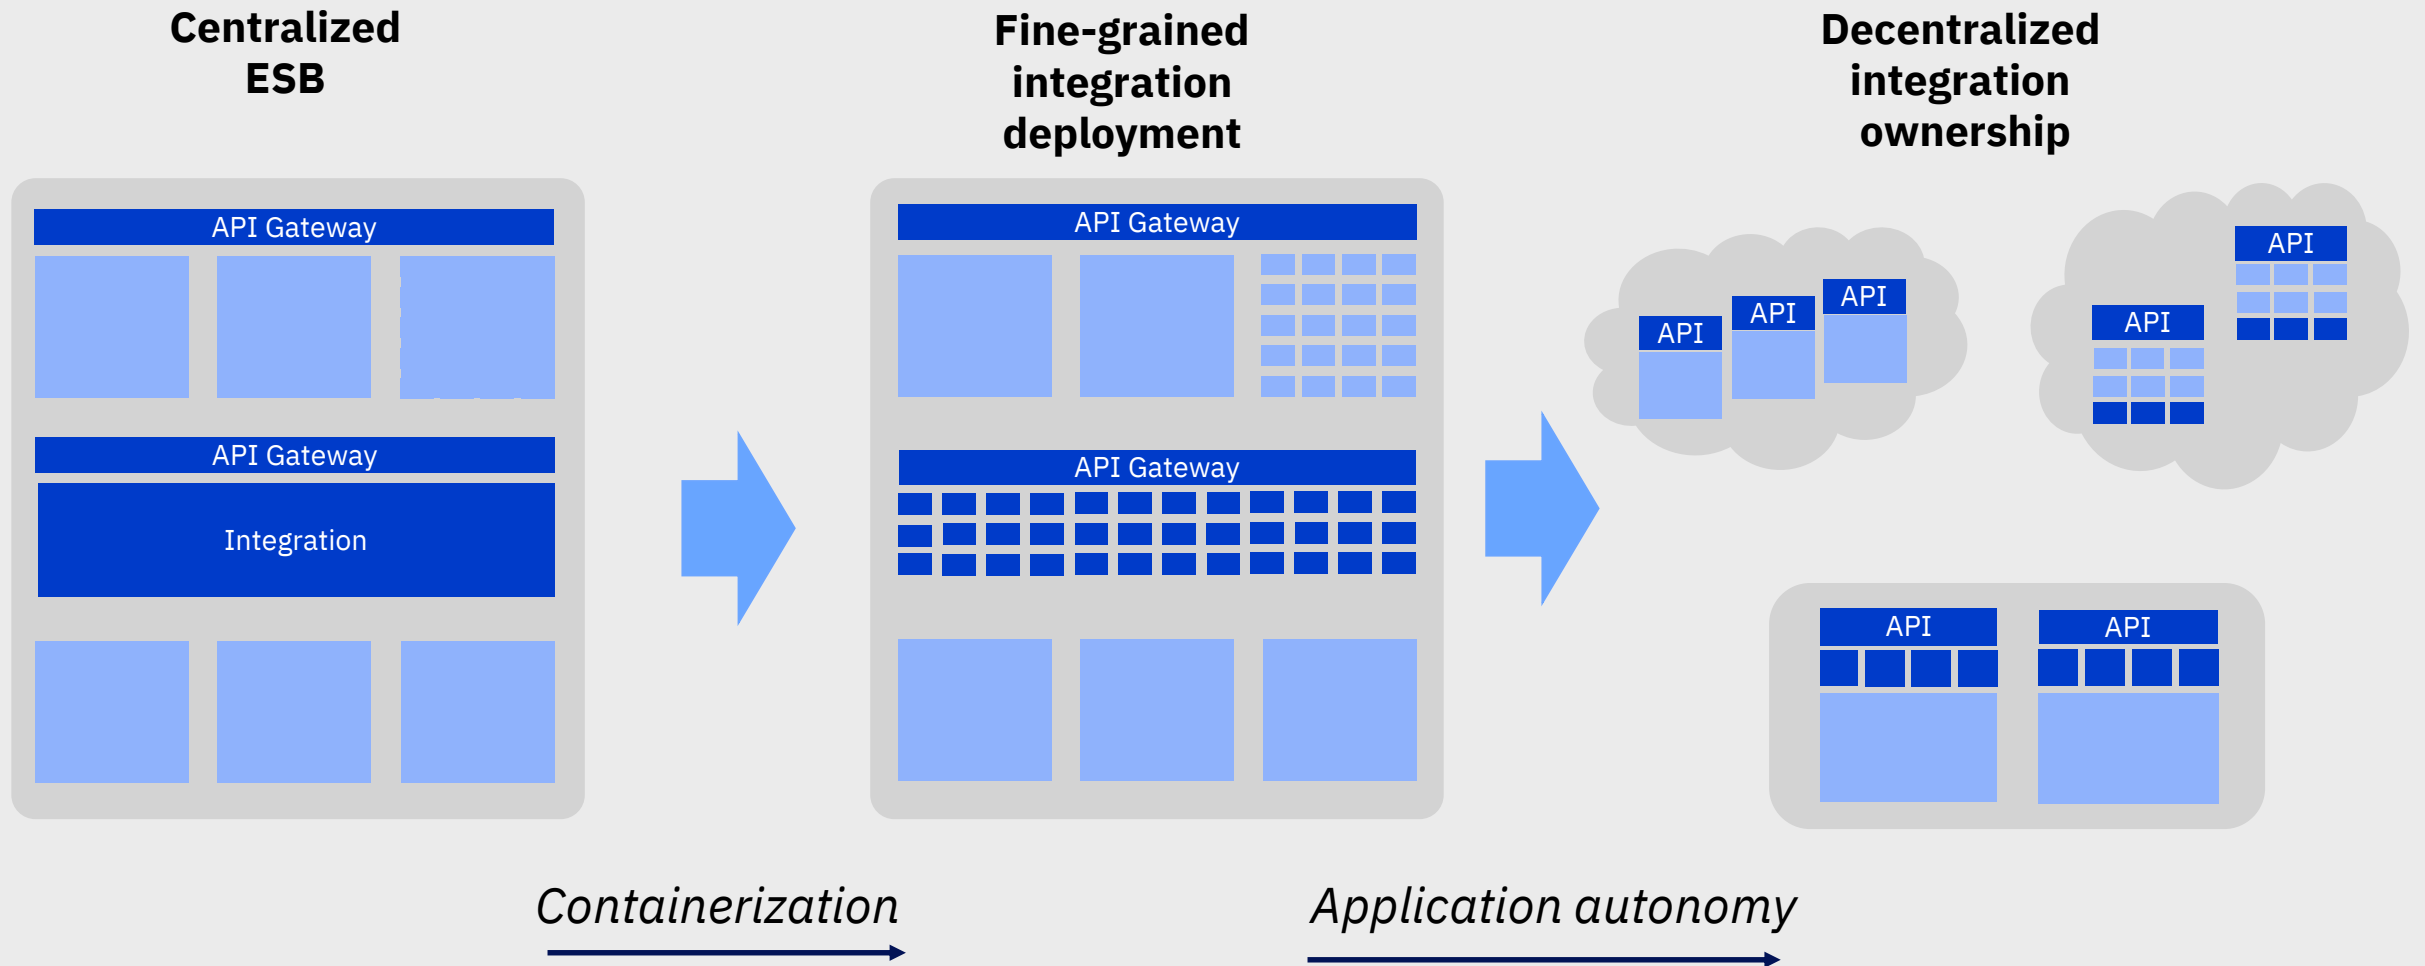 Centralized
ESB
Fine-grained
integration
deployment
Decentralized
integration
ownership
API Gateway
API Gateway
Integration
API Gateway
API Gateway
API
API
API
API
API
API
API
Containerization
Application autonomy